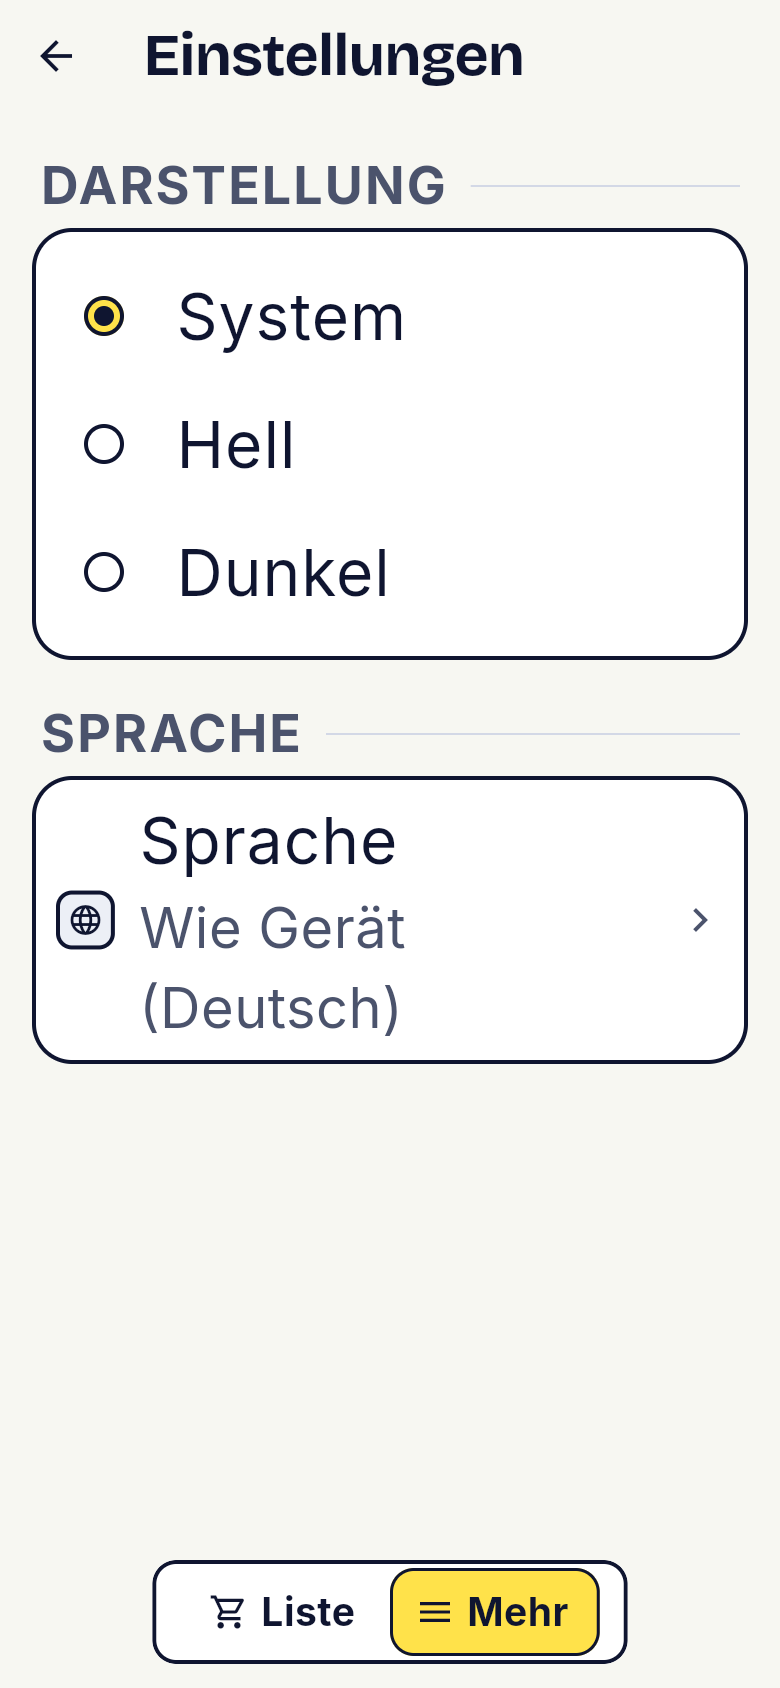 Einstellungen
DARSTELLUNG
System
Hell
Dunkel
SPRACHE
Sprache
Wie Gerät
(Deutsch)
Liste
Mehr